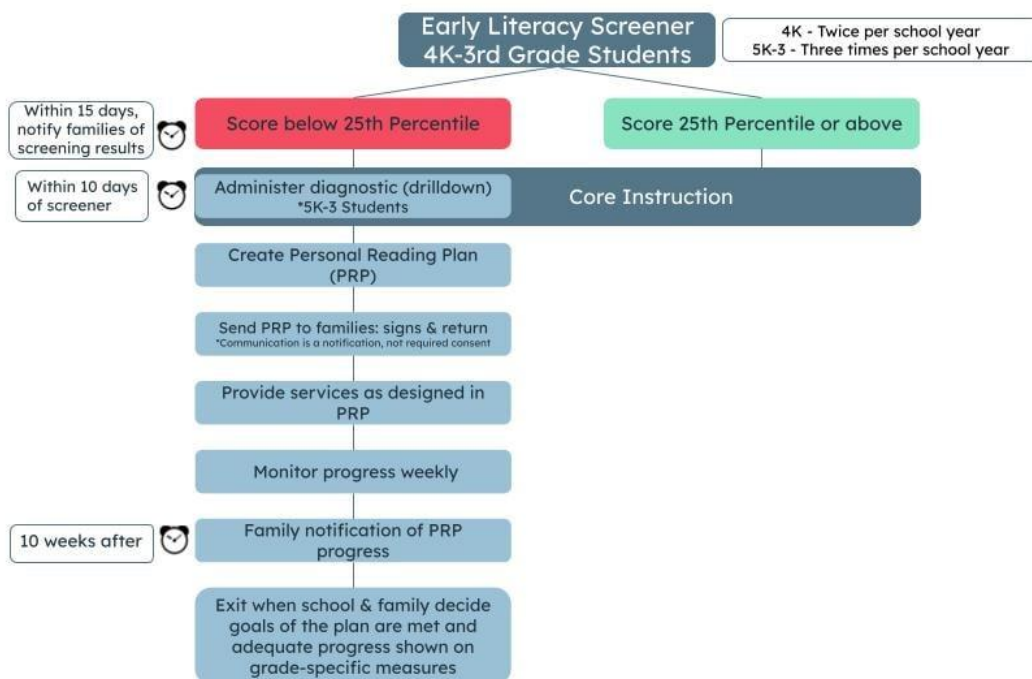 Early Literacy Screener
4K-3rd Grade Students
4K - Twice per school year
5K-3 - Three times per school year
Within 15 days,
notify families of
screening results
Score below 25th Percentile
Score 25th Percentile or above
Within 10 days
of screener
Administer diagnostic (drilldown)
*5K-3 Students
Core Instruction
Create Personal Reading Plan
(PRP)
Send PRP to families: signs & return
*Communication is a notification, not required consent
Provide services as designed in
PRP
Monitor progress weekly
10 weeks after
Family notification of PRP
progress
Exit when school & family decide
goals of the plan are met and
adequate progress shown on
grade-specific measures